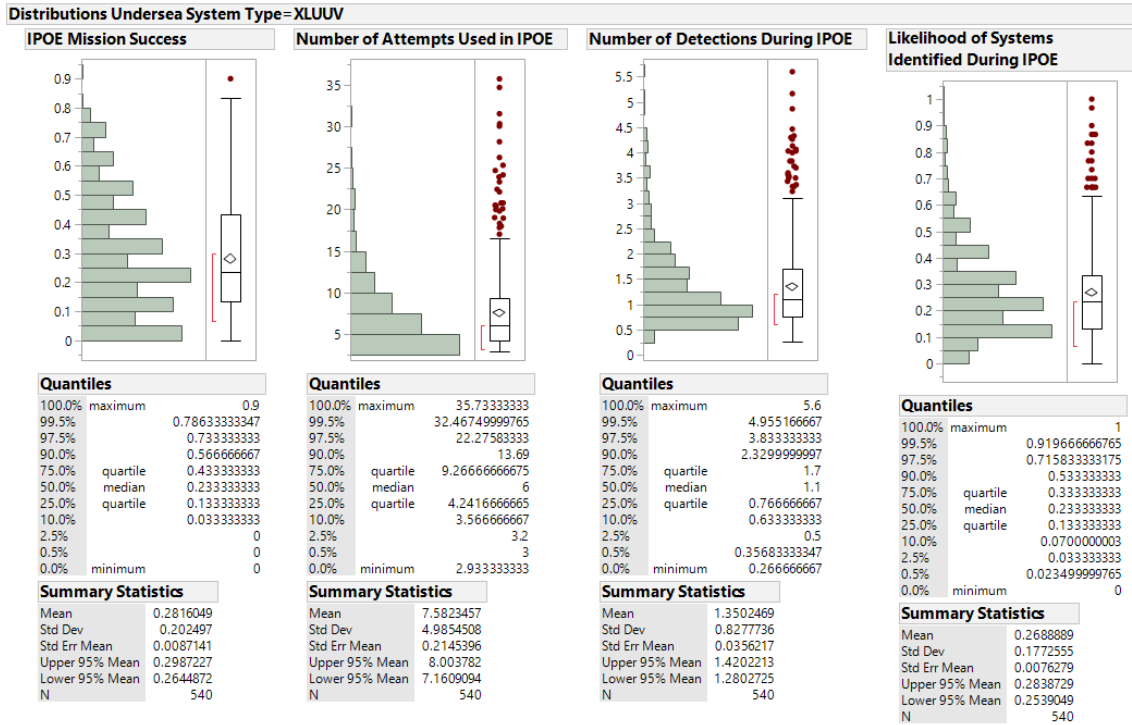 Distributions Undersea System Type=XLUUV
IPOE Mission Success
0.9
0.8
0.7
0.6
0.5
0.4
0.3
0.2
0.1
0
Quantiles
100.0% maximum 0.9
99.5% 0.78633333347
97.5% 0.733333333
90.0% 0.566666667
75.0% quartile 0.433333333
50.0% median 0.233333333
25.0% quartile 0.133333333
10.0% 0.033333333
2.5% 0
0.5% 0
0.0% minimum 0
Summary Statistics
Mean 0.2816049
Std Dev 0.202497
Std Err Mean 0.0087141
Upper 95% Mean 0.2987227
Lower 95% Mean 0.2644872
N 540
Number of Attempts Used in IPOE
35
30
25
20
15
10
5
Quantiles
100.0% maximum 35.73333333
99.5% 32.46749999765
97.5% 22.27583333
90.0% 13.69
75.0% quartile 9.26666666675
50.0% median 6
25.0% quartile 4.2416666665
10.0% 3.566666667
2.5% 3.2
0.5% 3
0.0% minimum 2.933333333
Summary Statistics
Mean 7.5823457
Std Dev 4.9854508
Std Err Mean 0.2145396
Upper 95% Mean 8.003782
Lower 95% Mean 7.1609094
N 540
Number of Detections During IPOE
5.5
5
4.5
4
3.5
3
2.5
2
1.5
1
0.5
0
Quantiles
100.0% maximum 5.6
99.5% 4.955166667
97.5% 3.833333333
90.0% 2.3299999997
75.0% quartile 1.7
50.0% median 1.1
25.0% quartile 0.766666667
10.0% 0.633333333
2.5% 0.5
0.5% 0.35683333347
0.0% minimum 0.266666667
Summary Statistics
Mean 1.3502469
Std Dev 0.8277736
Std Err Mean 0.0356217
Upper 95% Mean 1.4202213
Lower 95% Mean 1.2802725
N 540
Likelihood of Systems
Identified During IPOE
1
0.9
0.8
0.7
0.6
0.5
0.4
0.3
0.2
0.1
0
Quantiles
100.0% maximum 1
99.5% 0.919666666765
97.5% 0.715833333175
90.0% 0.533333333
75.0% quartile 0.333333333
50.0% median 0.233333333
25.0% quartile 0.133333333
10.0% 0.0700000003
2.5% 0.033333333
0.5% 0.023499999765
0.0% minimum 0
Summary Statistics
Mean 0.2688889
Std Dev 0.1772555
Std Err Mean 0.0076279
Upper 95% Mean 0.2838729
Lower 95% Mean 0.2539049
N 540